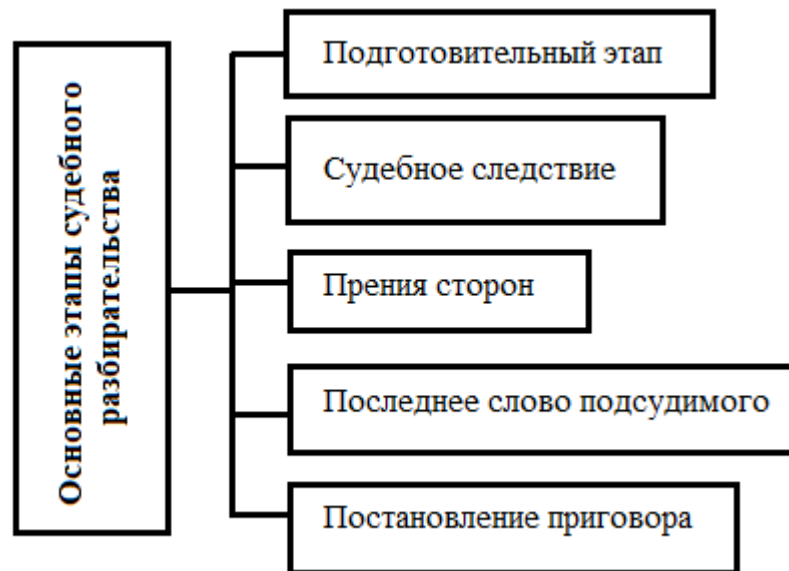 Основные этапы судебного
разбирательства
Подготовительный этап
Судебное следствие
Прения сторон
Последнее слово подсудимого
Постановление приговора